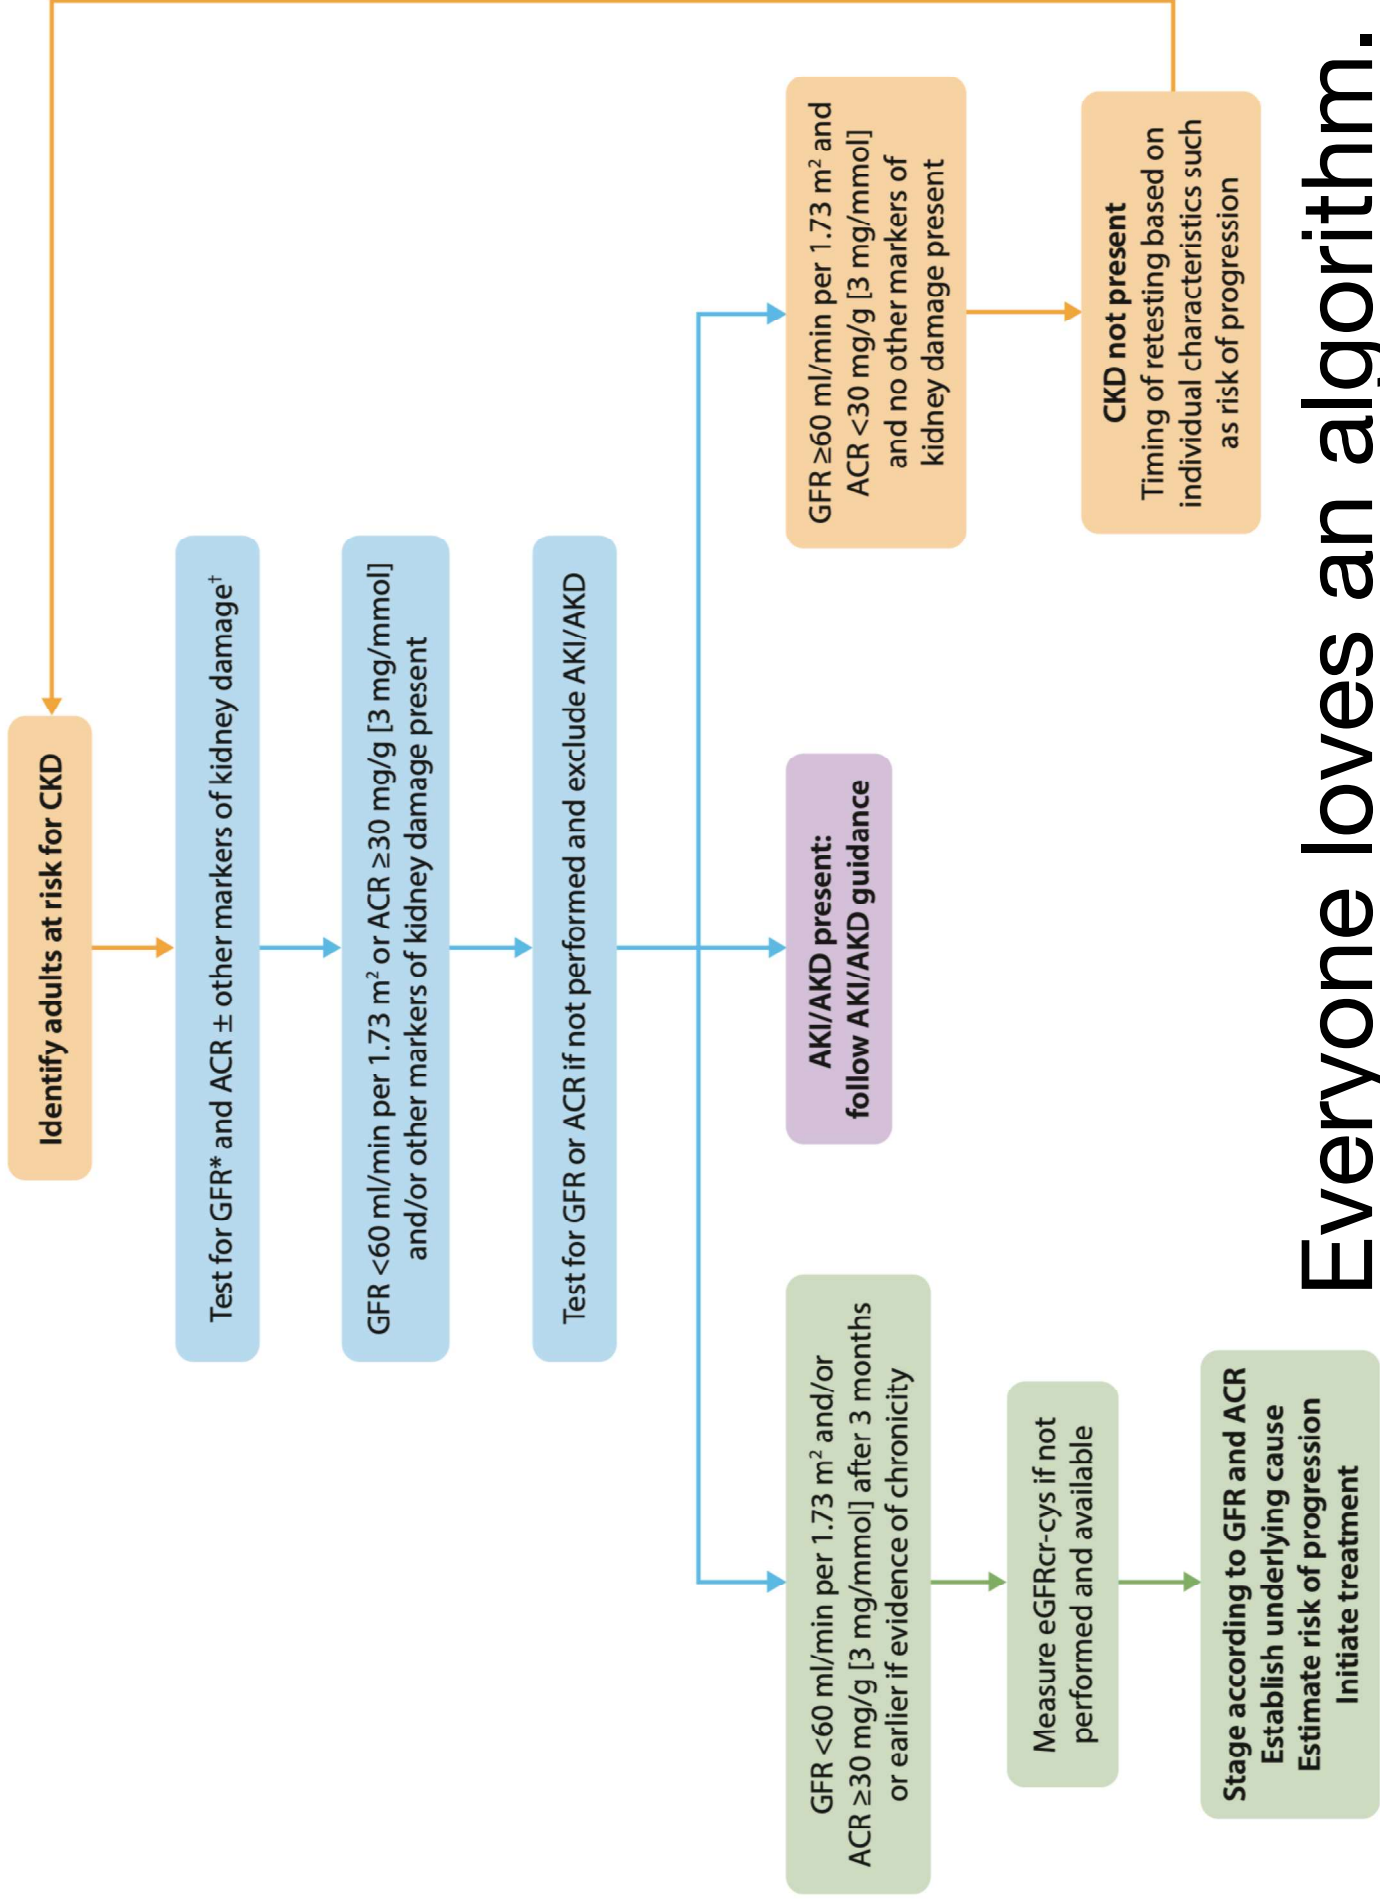 Identify adults at risk for CKD
Test for GFR* and ACR ± other markers of kidney damage†
GFR <60 ml/min per 1.73 m² or ACR ≥30 mg/g [3 mg/mmol]
and/or other markers of kidney damage present
Test for GFR or ACR if not performed and exclude AKI/AKD
GFR <60 ml/min per 1.73 m² and/or
ACR ≥30 mg/g [3 mg/mmol] after 3 months
or earlier if evidence of chronicity
Measure eGFRcr-cys if not
performed and available
Stage according to GFR and ACR
Establish underlying cause
Estimate risk of progression
Initiate treatment
AKI/AKD present:
follow AKI/AKD guidance
GFR ≥60 ml/min per 1.73 m² and
ACR <30 mg/g [3 mg/mmol]
and no other markers of
kidney damage present
CKD not present
Timing of retesting based on
individual characteristics such
as risk of progression
Everyone loves an algorithm.